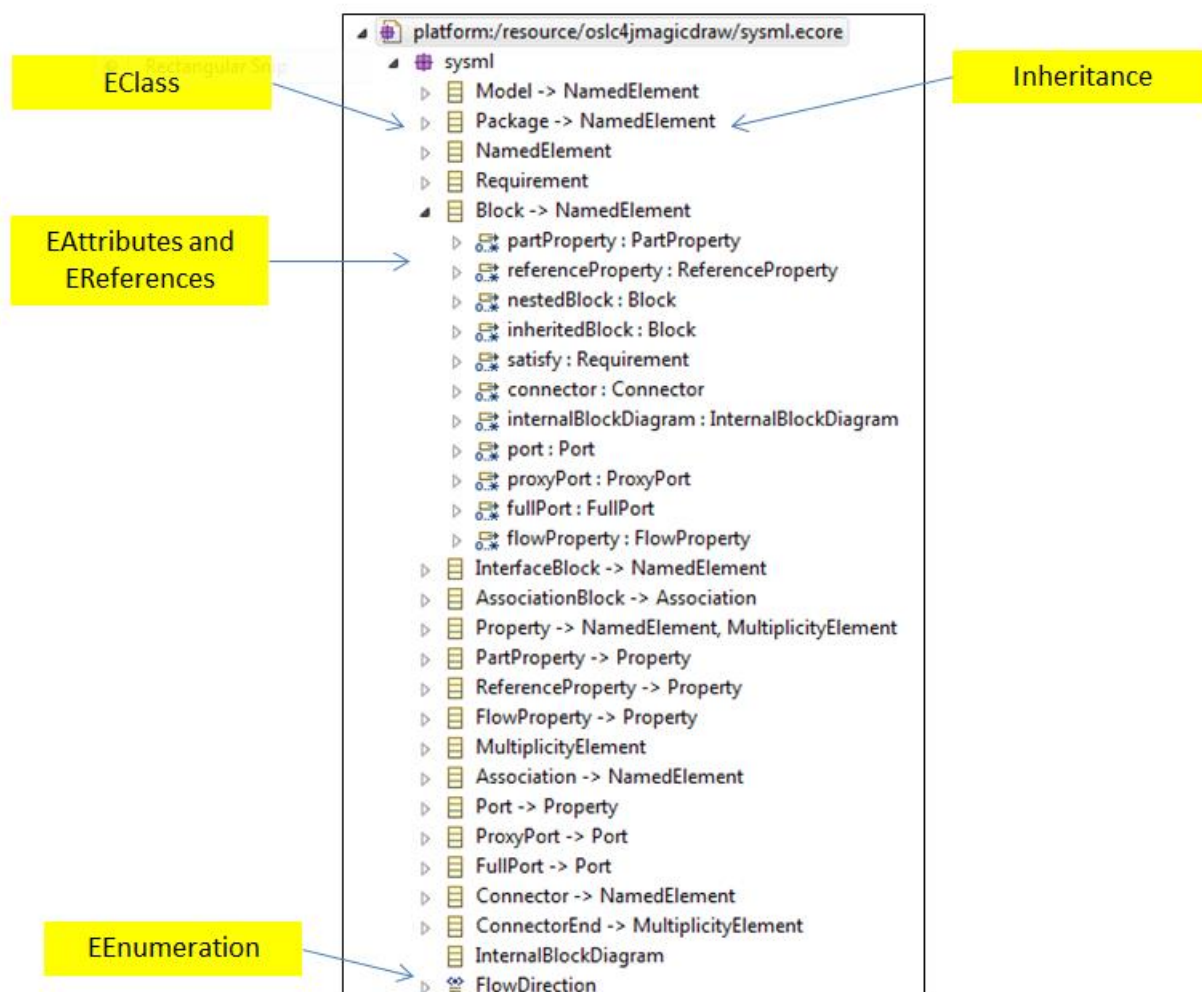 platform:/resource/oslc4jmagicdraw/sysml.ecore
sysml
EClass
Rectangular Snip
Inheritance
Model -> NamedElement
Package -> NamedElement
NamedElement
Requirement
Block -> NamedElement
EAttributes and
EReferences
partProperty : PartProperty
referenceProperty : ReferenceProperty
nestedBlock : Block
inheritedBlock : Block
satisfy : Requirement
connector : Connector
internalBlockDiagram : InternalBlockDiagram
port : Port
proxyPort : ProxyPort
fullPort : FullPort
flowProperty : FlowProperty
InterfaceBlock -> NamedElement
AssociationBlock -> Association
Property -> NamedElement, MultiplicityElement
PartProperty -> Property
ReferenceProperty -> Property
FlowProperty -> Property
MultiplicityElement
Association -> NamedElement
Port -> Property
ProxyPort -> Port
FullPort -> Port
Connector -> NamedElement
ConnectorEnd -> MultiplicityElement
EEnumeration
InternalBlockDiagram
FlowDirection